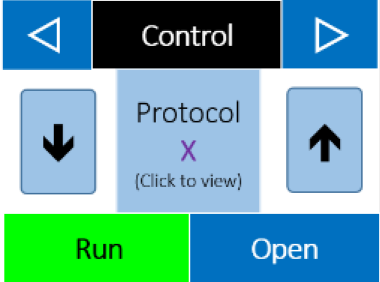 Control
Protocol
X
(Click to view)
Run
Open